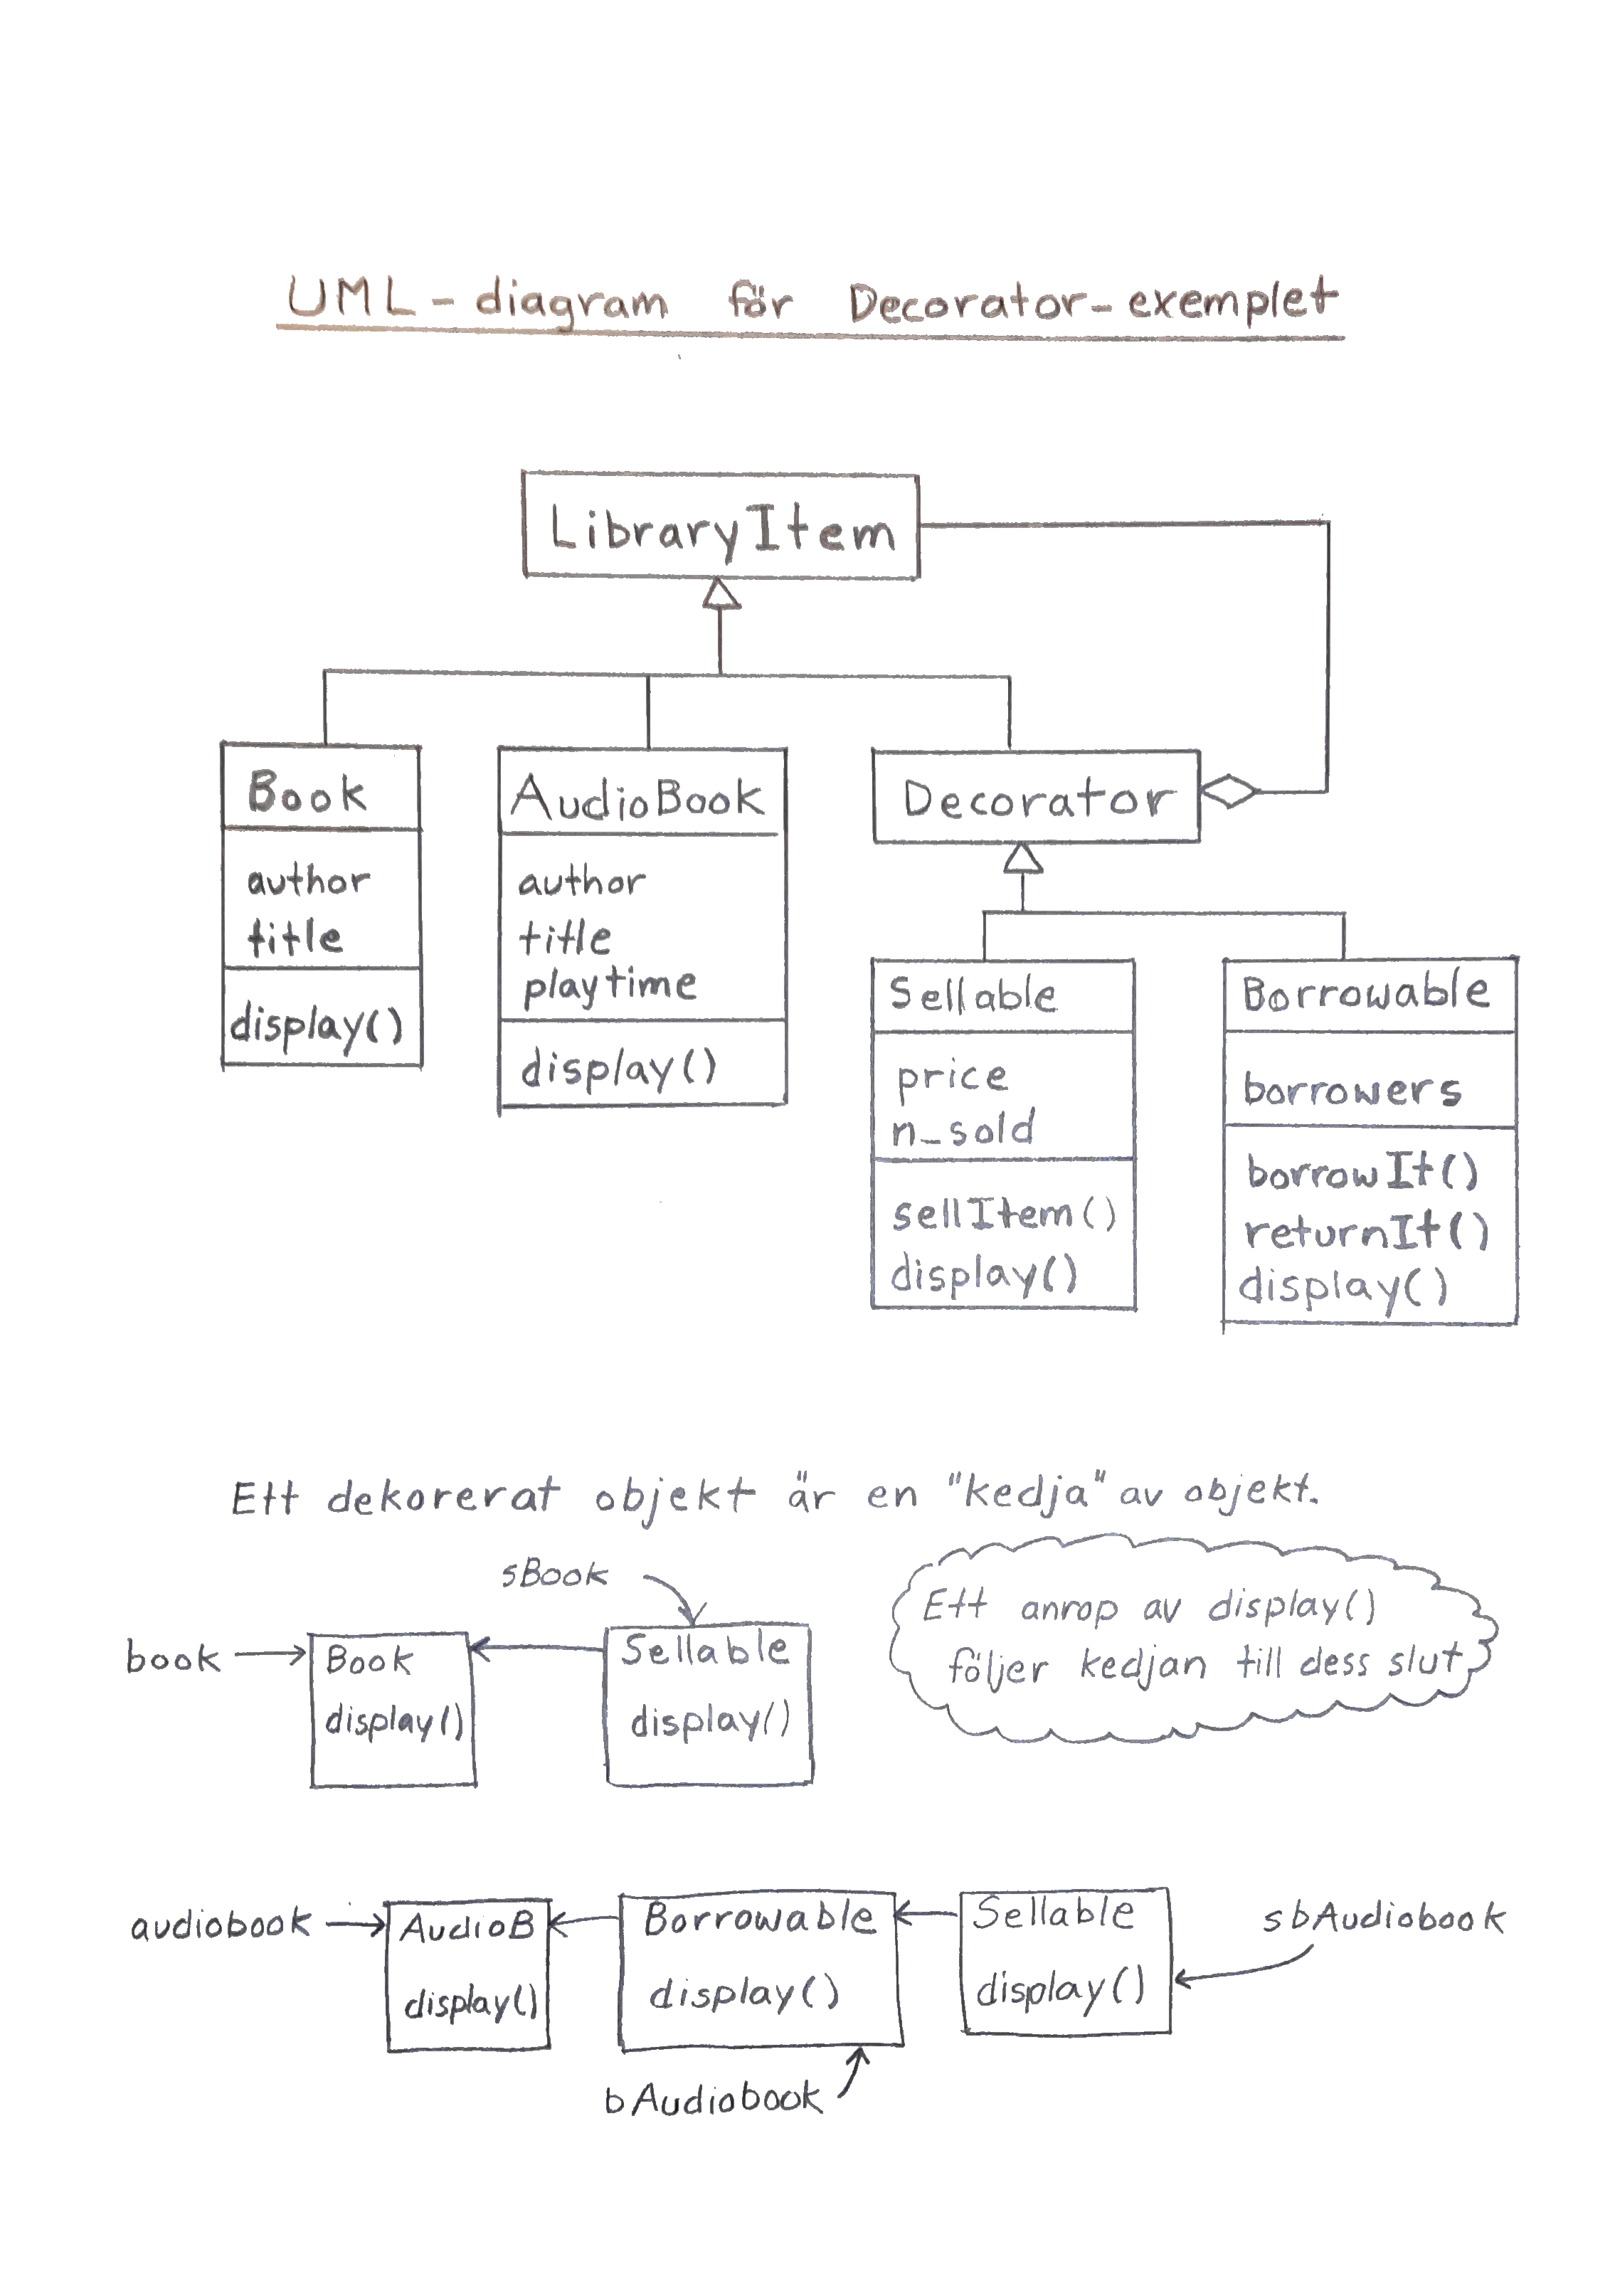 UML-diagram för Decorator-exemplet
LibraryItem
Book
author
title
display()
AudioBook
author
title
playtime
display()
Decorator
Sellable
price
n_sold
sellItem()
display()
Borrowable
borrowers
borrowIt()
returnIt()
display()
Ett dekorerat objekt är en "kedja" av objekt.
sBook
book
Book
display()
Sellable
display()
Ett anrop av display()
följer kedjan till dess slut
audiobook
AudioB
display()
Borrowable
display()
Sellable
display()
sbAudiobook
bAudiobook